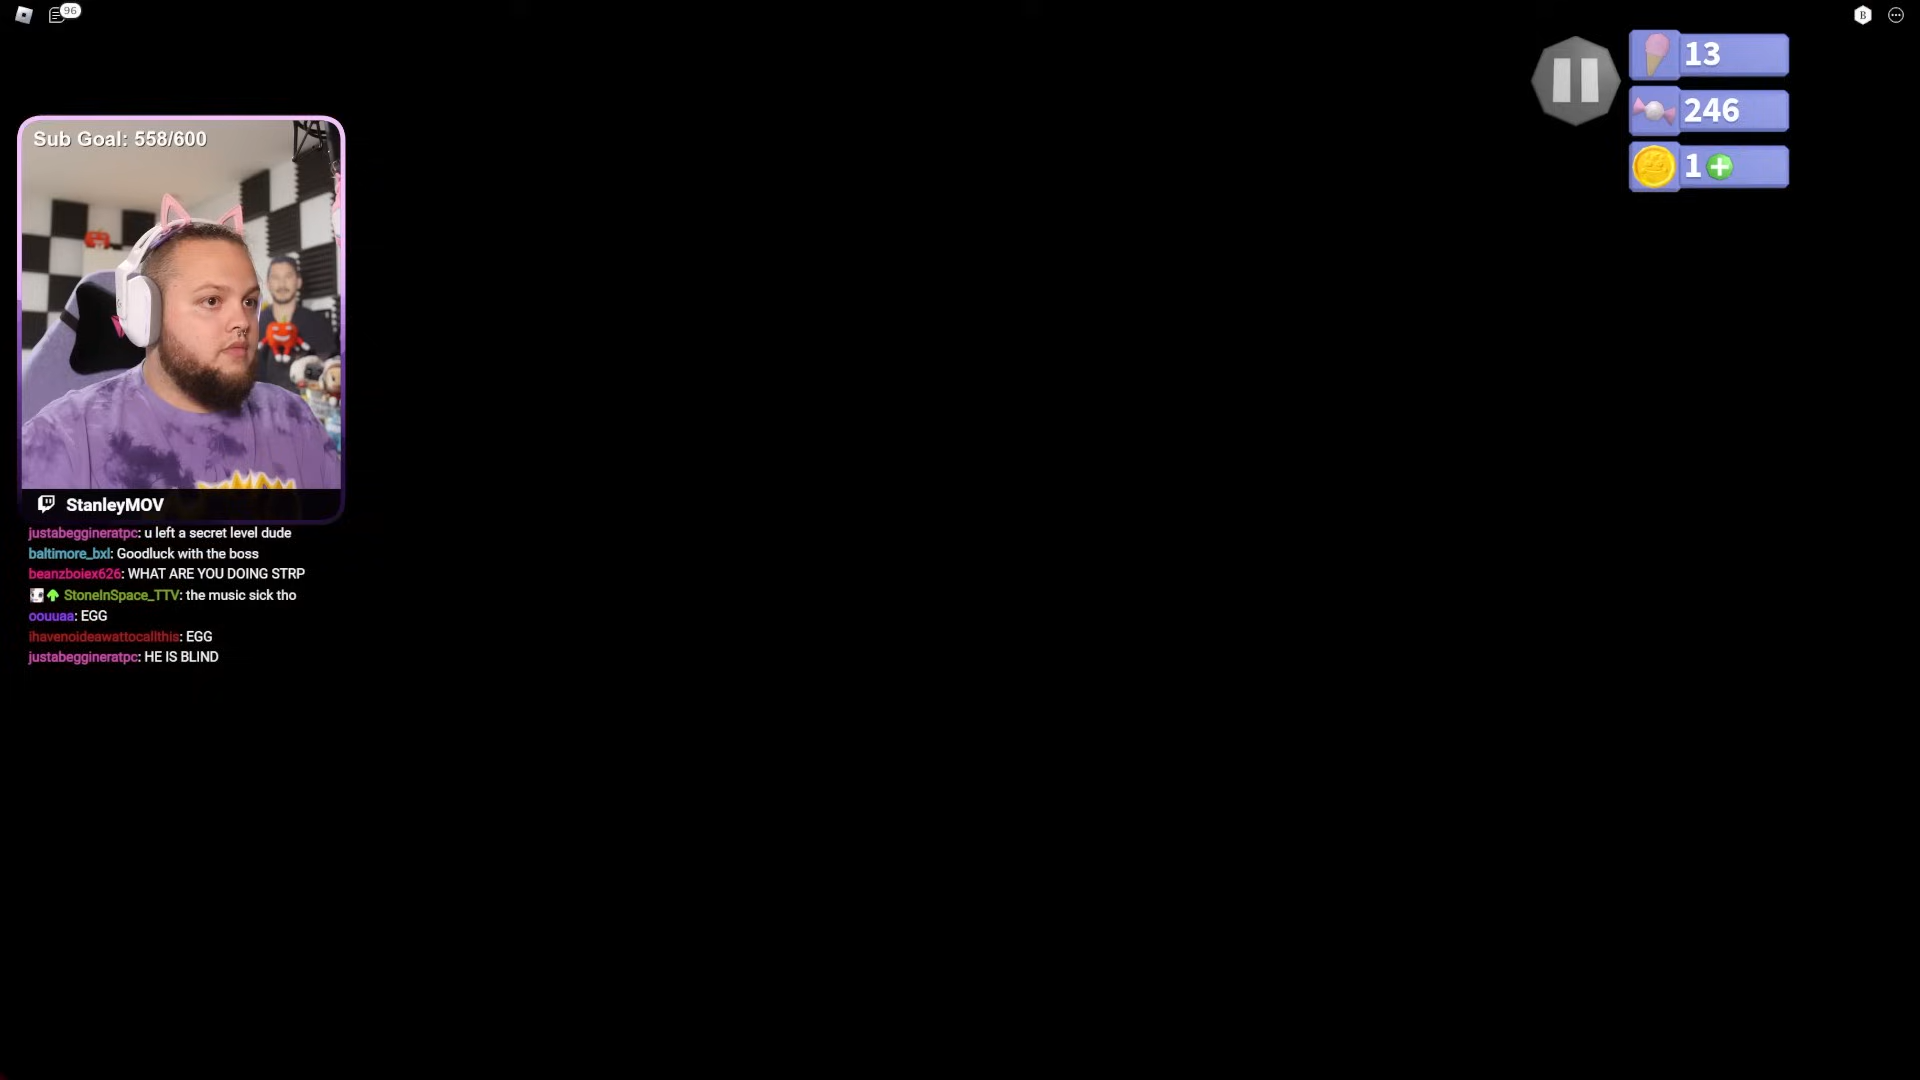 96
B
13
246
1
Sub Goal: 558/600
StanleyMOV
justabeggineratpc: u left a secret level dude
baltimore_bxl: Goodluck with the boss
beanzboiex626: WHAT ARE YOU DOING STRP
StoneInSpace_TTV: the music sick tho
oouuaa: EGG
ihavenoideawattocallthis: EGG
justabeggineratpc: HE IS BLIND